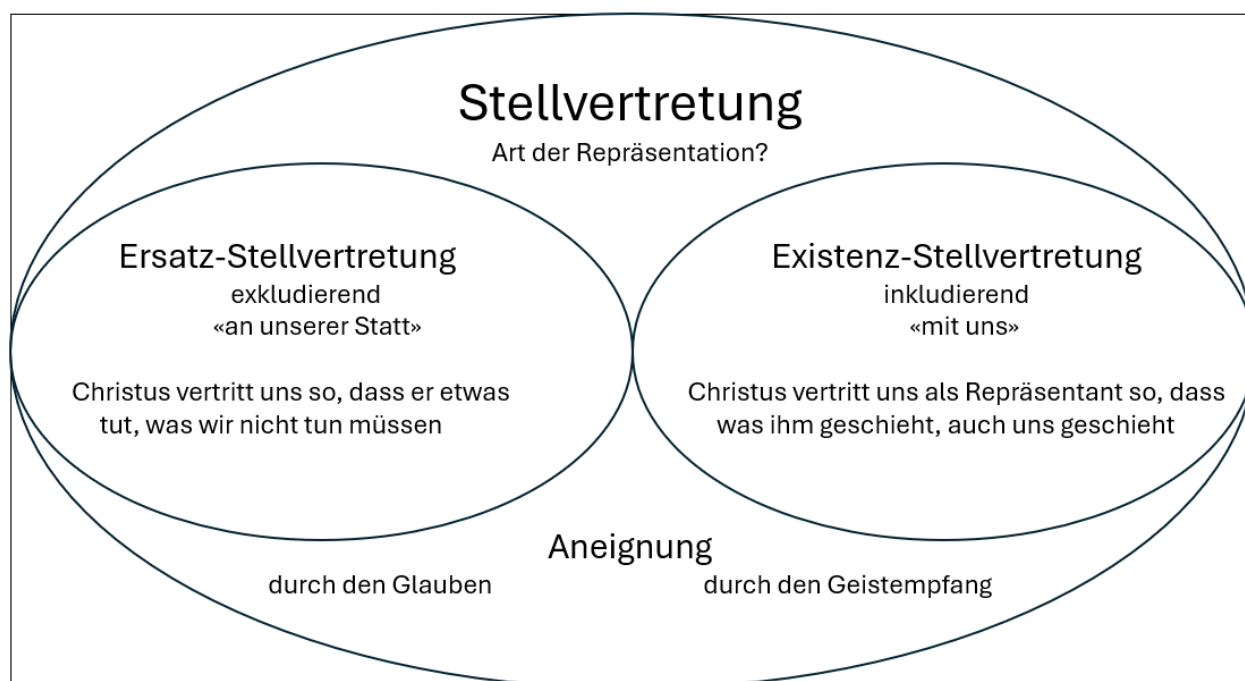 Stellvertretung
Art der Repräsentation?
Ersatz-Stellvertretung
exkludierend
«an unserer Statt»
Christus vertritt uns so, dass er etwas
tut, was wir nicht tun müssen
Existenz-Stellvertretung
inkludierend
«mit uns»
Christus vertritt uns als Repräsentant so, dass
was ihm geschieht, auch uns geschieht
Aneignung
durch den Glauben
durch den Geistempfang